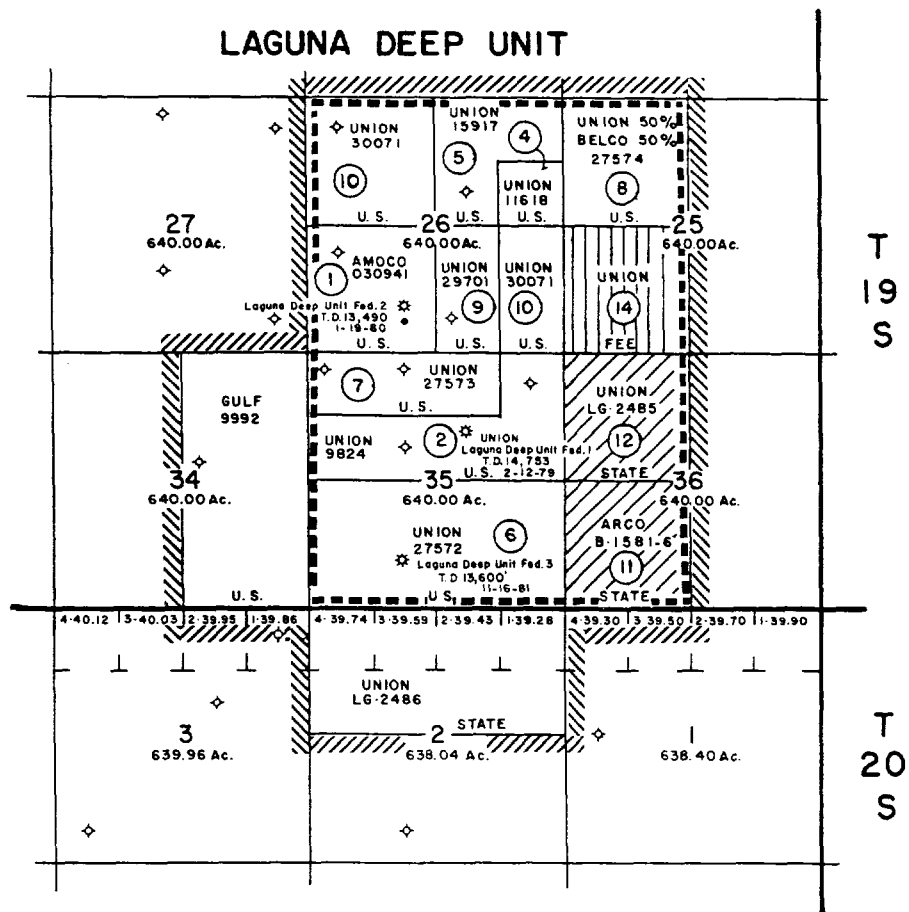 LAGUNA DEEP UNIT
UNION
30071
10
U.S.
UNION
15917
5
U.S.
4
UNION
11618
U.S.
UNION 50%
BELCO 50%
27574
8
U.S.
27
640.00 Ac.
26
640.00 Ac.
25
640.00 Ac.
T
19
S
1
AMOCO
030941
Laguna Deep Unit Fed. 2
T.D. 13,490
1-19-80
U.S.
UNION
29701
9
U.S.
UNION
30071
10
U.S.
UNION
14
FEE
GULF
9992
7
UNION
27573
U.S.
UNION
LG-2485
12
STATE
UNION
9824
2
UNION
Laguna Deep Unit Fed. 1
T.D. 14,753
U.S. 2-12-79
34
640.00 Ac.
35
640.00 Ac.
36
640.00 Ac.
U.S.
UNION
27572
6
Laguna Deep Unit Fed. 3
T.D. 13,600'
11-16-81
U.S.
ARCO
B-1581-6
11
STATE
4-40.12 3-40.03 2-39.95 1-39.86 4-39.74 3-39.59 2-39.43 1-39.28 4-39.30 3-39.50 2-39.70 1-39.90
UNION
LG-2486
STATE
3
639.96 Ac.
2
638.04 Ac.
1
638.40 Ac.
T
20
S